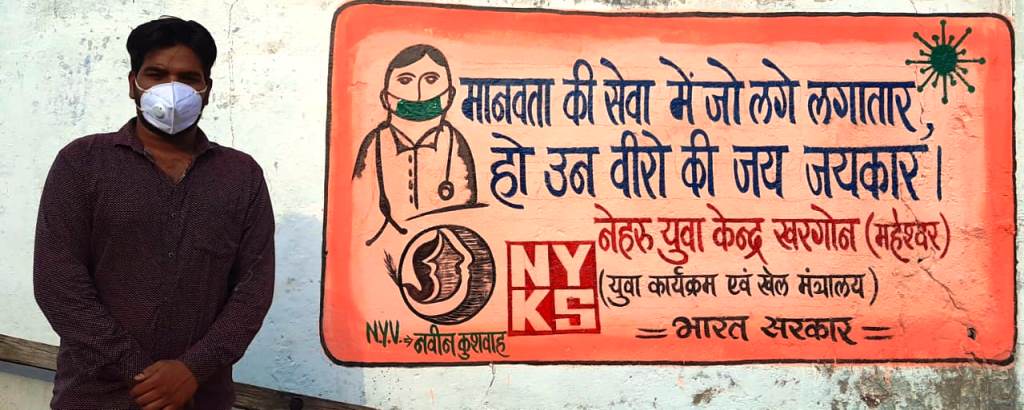 मानवता की सेवा में जो लगे लगातार,
हो उन वीरो की जय जयकार।
नेहरू युवा केन्द्र खरगोन (महेश्वर)
(युवा कार्यक्रम एवं खेल मंत्रालय)
= भारत सरकार =
NY
KS
N.Y.V. → नवीन कुशवाह